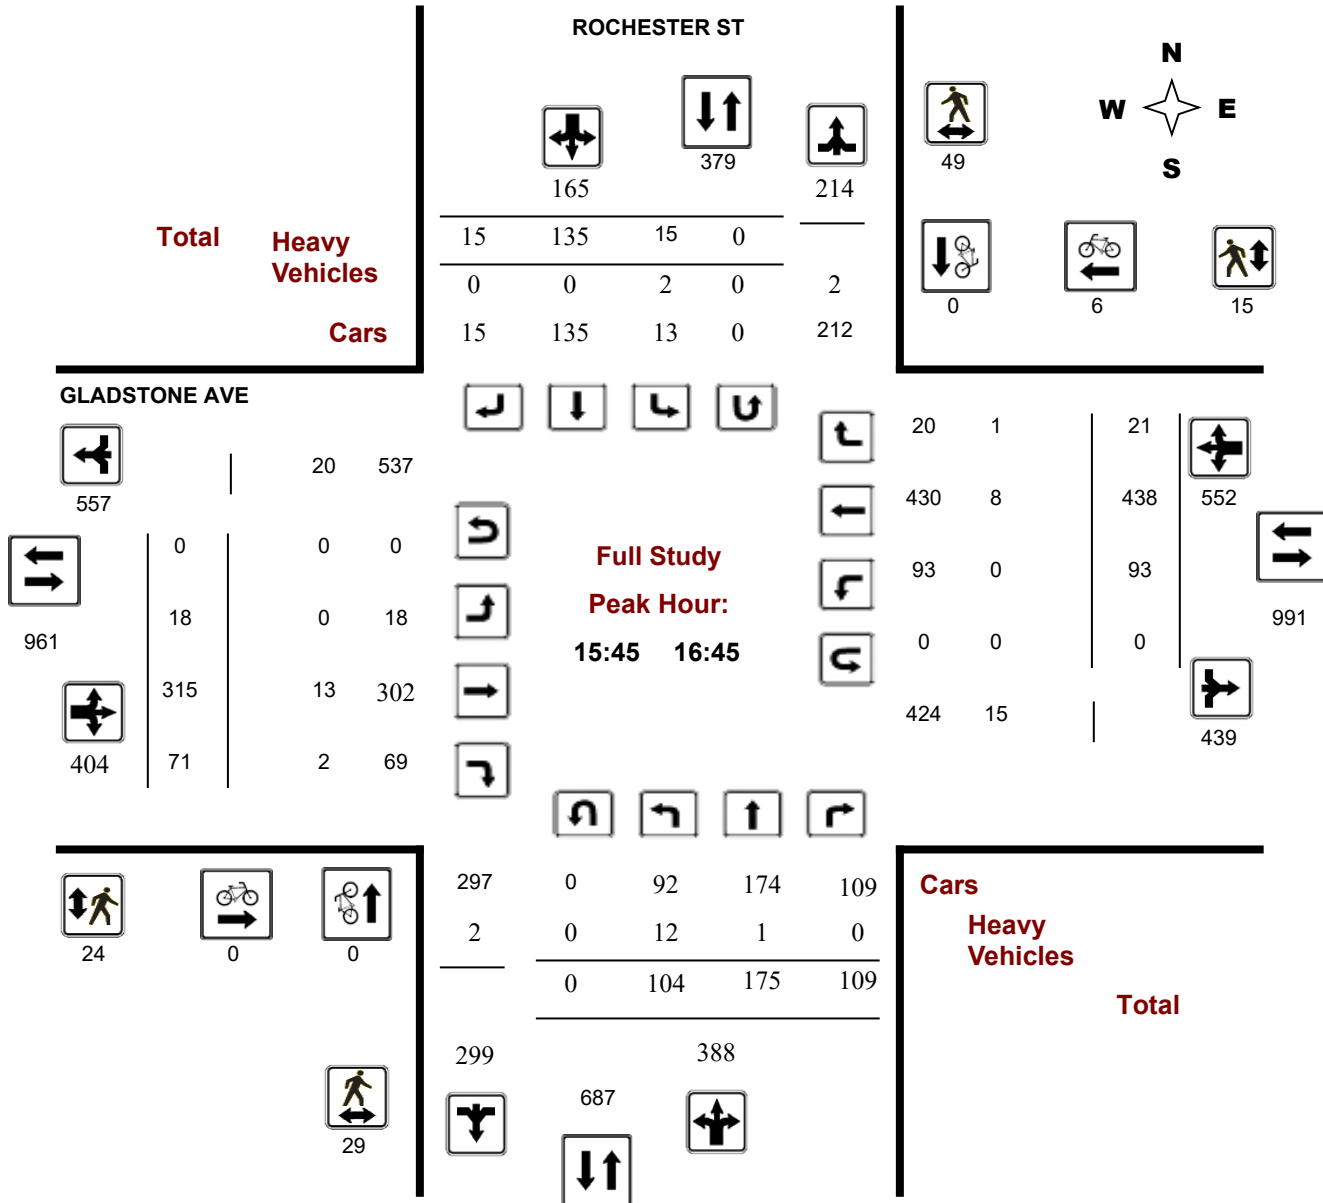 ROCHESTER ST
N
W E
S
379
49
165 214
Total Heavy
Vehicles
15 135 15 0
0 0 2 0 2
Cars 15 135 13 0 212
0 6 15
GLADSTONE AVE
20 1 21
20 537
557
430 8 438 552
0 0 0
Full Study
93 0 93
Peak Hour:
18 0 18
991
961
15:45 16:45
0 0 0
315 13 302
424 15
439
404 71 2 69
297 0 92 174 109
Cars
2 0 12 1 0
Heavy
Vehicles
24 0 0
0 104 175 109
Total
299 388
687
29